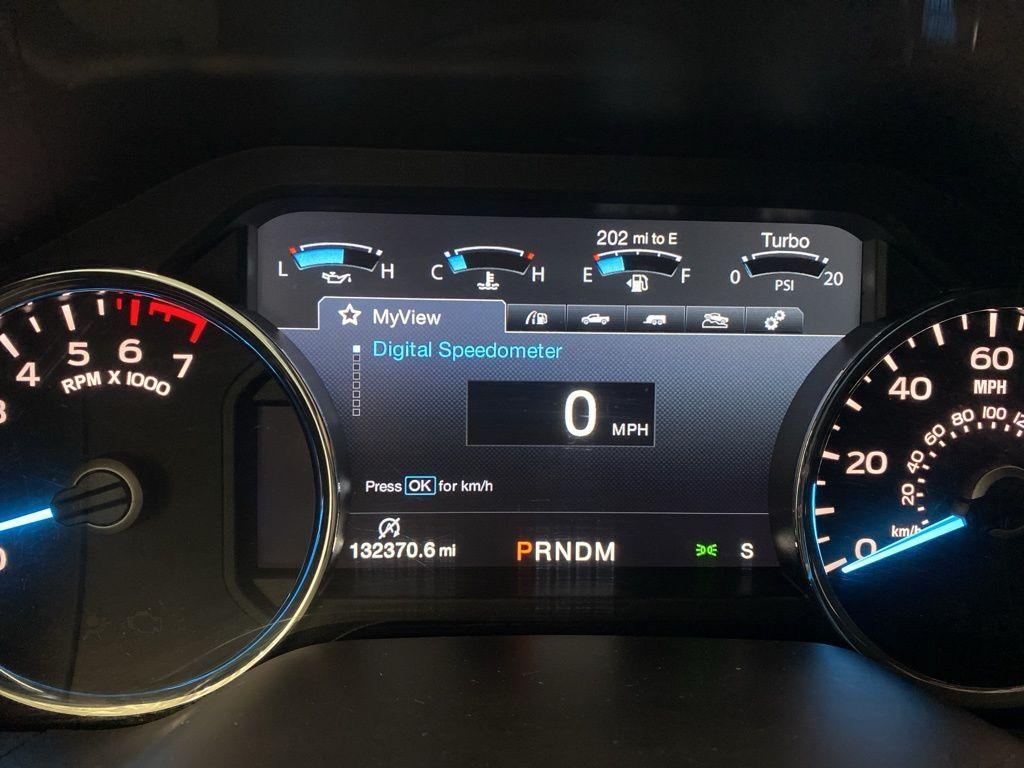 202 mi to E
Turbo
L H
C H
E F
0 20
PSI
MyView
Digital Speedometer
0 MPH
Press OK for km/h
132370.6 mi
PRNDM
S
4 5 6 7
RPM X 1000
0
0 20 40 60
MPH
20 40 60 80 100
km/h